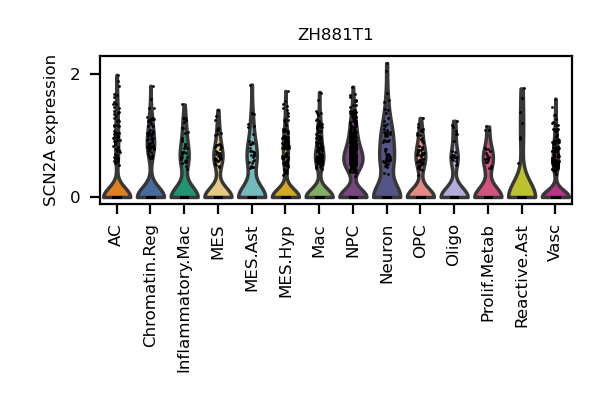 ZH881T1
SCN2A expression
2
0
AC
Chromatin.Reg
Inflammatory.Mac
MES
MES.Ast
MES.Hyp
Mac
NPC
Neuron
OPC
Oligo
Prolif.Metab
Reactive.Ast
Vasc